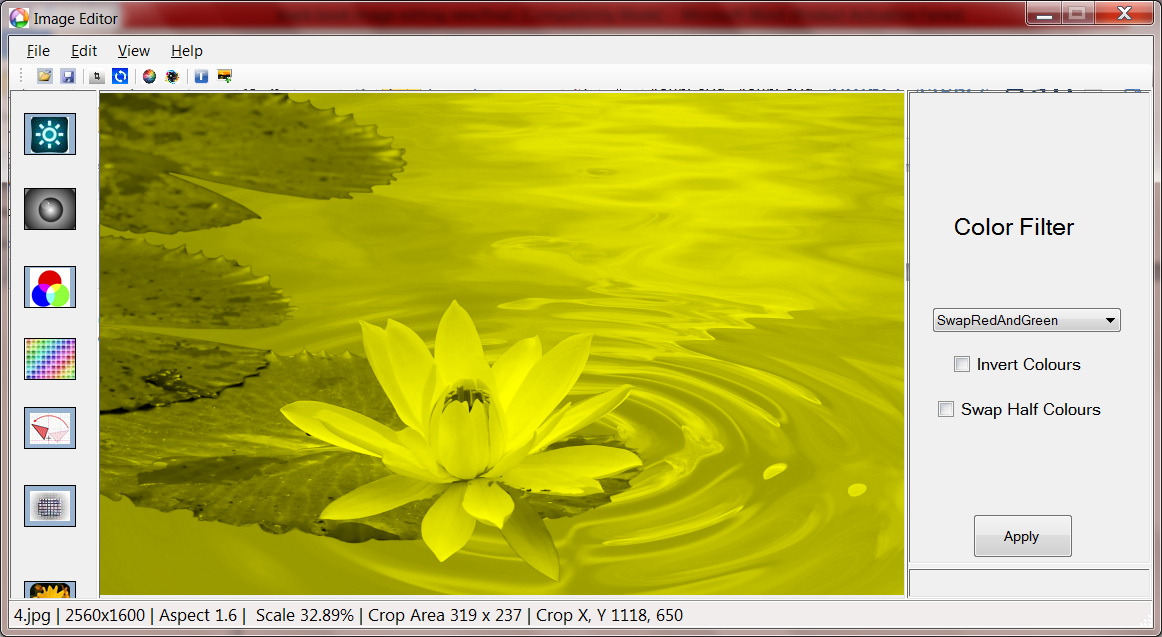 Image Editor
File Edit View Help
Color Filter
SwapRedAndGreen
Invert Colours
Swap Half Colours
Apply
4.jpg | 2560x1600 | Aspect 1.6 | Scale 32.89% | Crop Area 319 x 237 | Crop X, Y 1118, 650